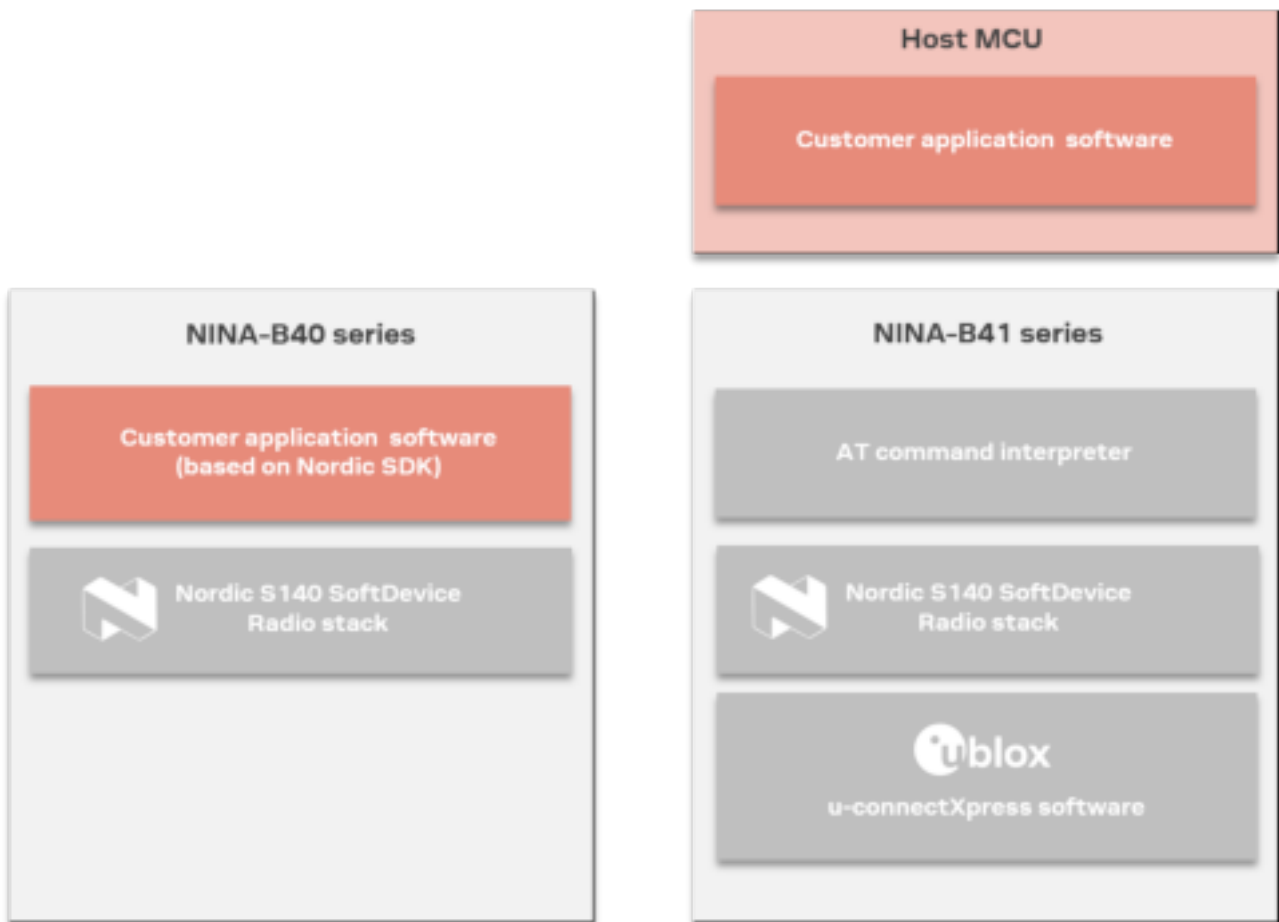 Host MCU
Customer application software
NINA-B40 series
Customer application software
(based on Nordic SDK)
Nordic S140 SoftDevice
Radio stack
NINA-B41 series
AT command interpreter
Nordic S140 SoftDevice
Radio stack
ublox
u-connectXpress software